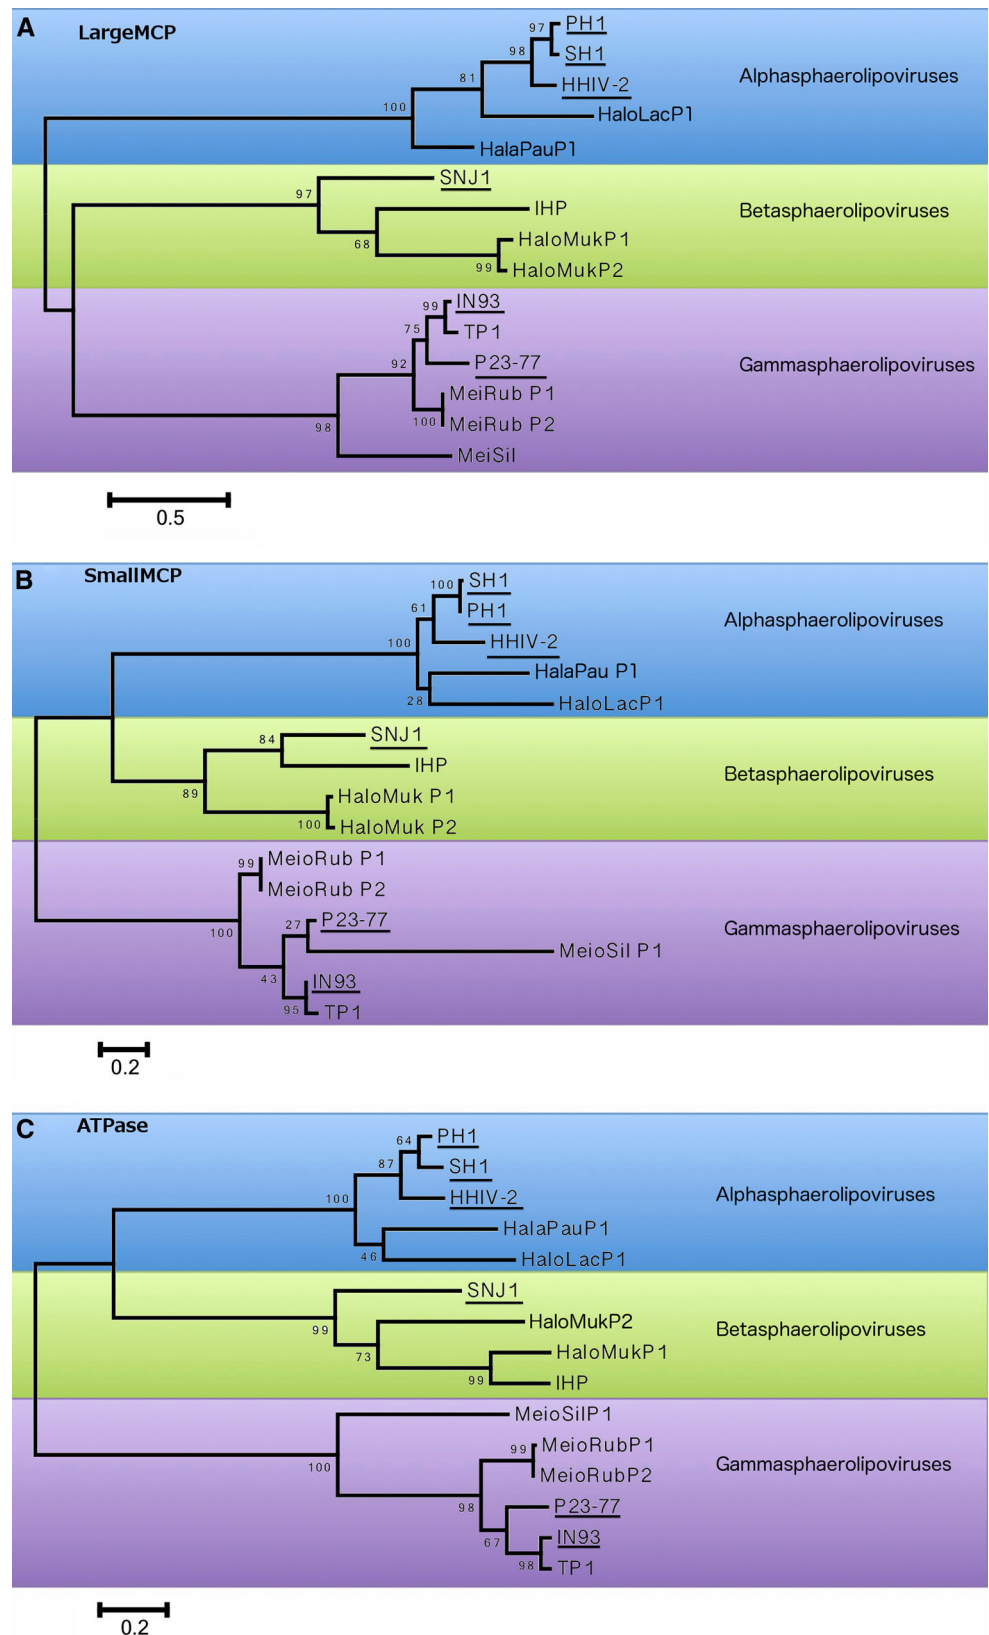 A LargeMCP
97 PH1
SH1
98
HHIV-2
81
HaloLacP1
100
HalaPauP1
Alphasphaerolipoviruses
SNJ1
97
IHP
68
HaloMukP1
99 HaloMukP2
Betasphaerolipoviruses
IN93
99
TP1
75
P23-77
92
MeiRub P1
100 MeiRub P2
98
MeiSil
Gammasphaerolipoviruses
0.5
B SmallMCP
100 SH1
PH1
61
HHIV-2
100
HalaPau P1
28
HaloLacP1
Alphasphaerolipoviruses
SNJ1
84
IHP
89
HaloMuk P1
100 HaloMuk P2
Betasphaerolipoviruses
MeioRub P1
99
MeioRub P2
100
P23-77
27
MeioSil P1
43
IN93
95 TP1
Gammasphaerolipoviruses
0.2
C ATPase
PH1
64
SH1
87
HHIV-2
100
HalaPauP1
46
HaloLacP1
Alphasphaerolipoviruses
SNJ1
99
HaloMukP2
73
HaloMukP1
99 IHP
Betasphaerolipoviruses
MeioSilP1
100
MeioRubP1
99
MeioRubP2
98
P23-77
67
IN93
98 TP1
Gammasphaerolipoviruses
0.2